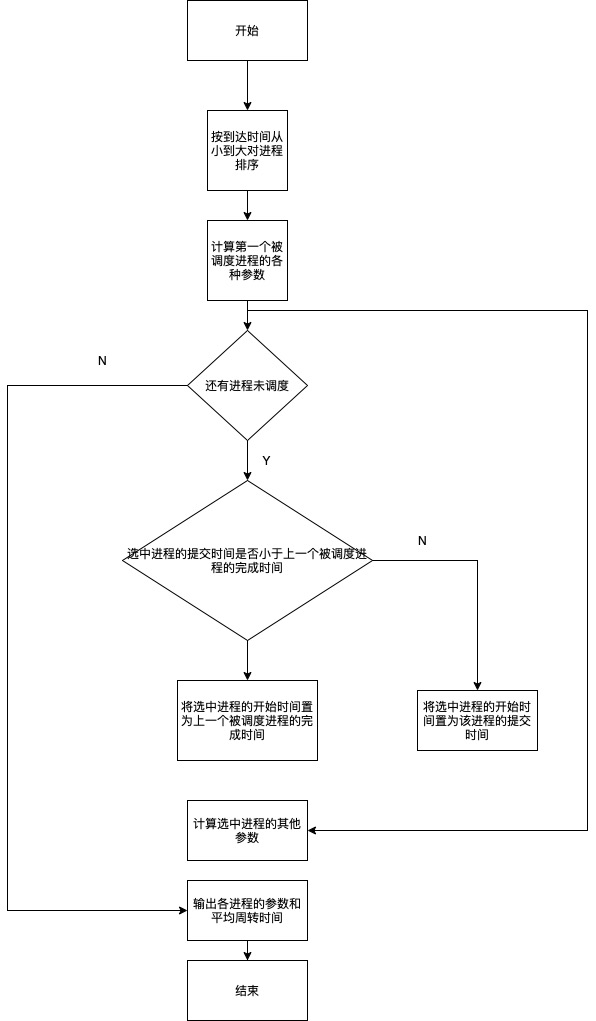 开始
按到达时间从
小到大对进程
排序
计算第一个被
调度进程的各
种参数
N
还有进程未调度
Y
N
选中进程的提交时间是否小于上一个被调度进
程的完成时间
将选中进程的开始时间置
为上一个被调度进程的完
成时间
将选中进程的开始时
间置为该进程的提交
时间
计算选中进程的其他
参数
输出各进程的参数和
平均周转时间
结束